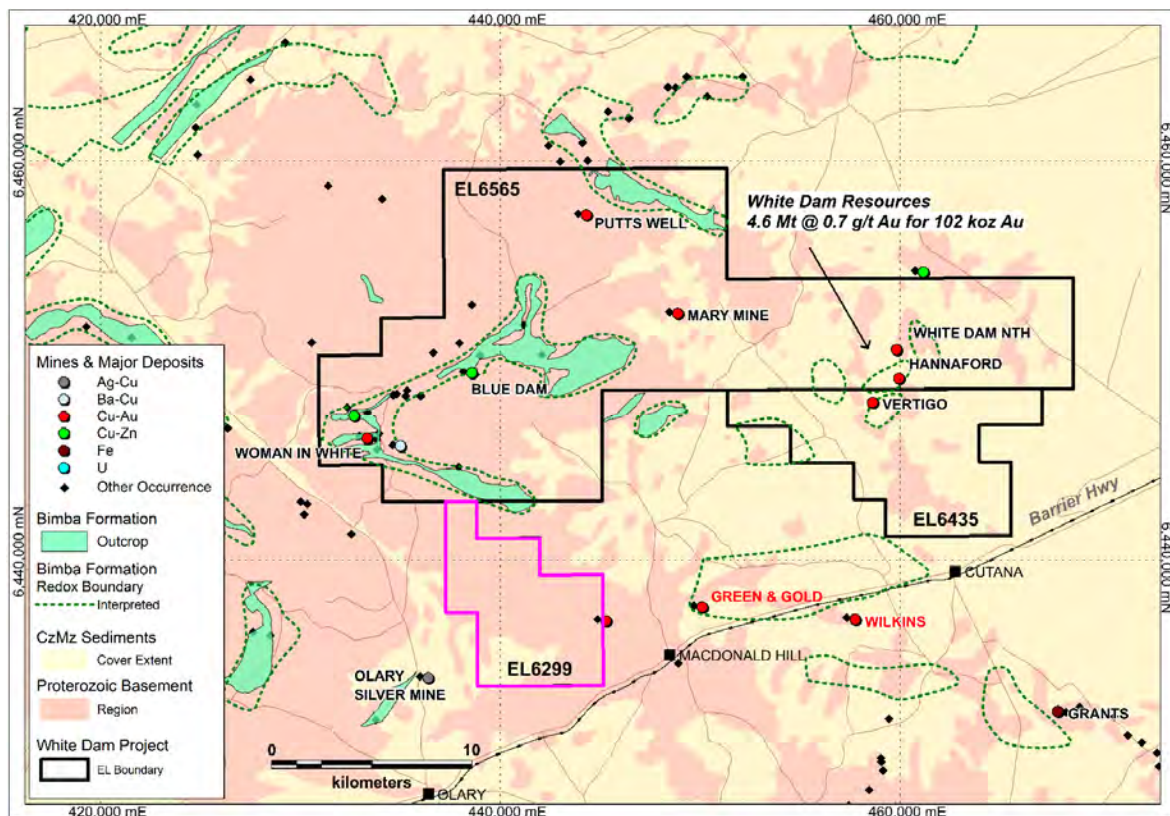 420,000 mE
440,000 mE
460,000 mE
6,460,000 mN
6,460,000 mN
EL6565
White Dam Resources
4.6 Mt @ 0.7 g/t Au for 102 koz Au
PUTTS WELL
MARY MINE
WHITE DAM NTH
HANNAFORD
VERTIGO
BLUE DAM
WOMAN IN WHITE
EL6435
Barrier Hwy
6,440,000 mN
6,440,000 mN
CUTANA
GREEN & GOLD
WILKINS
EL6299
MACDONALD HILL
OLARY
SILVER MINE
GRANTS
Mines & Major Deposits
Ag-Cu
Ba-Cu
Cu-Au
Cu-Zn
Fe
U
Other Occurrence
Bimba Formation
Outcrop
Bimba Formation
Redox Boundary
Interpreted
CzMz Sediments
Cover Extent
Proterozoic Basement
Region
White Dam Project
EL Boundary
0 10
kilometers
OLARY
420,000 mE
440,000 mE
460,000 mE